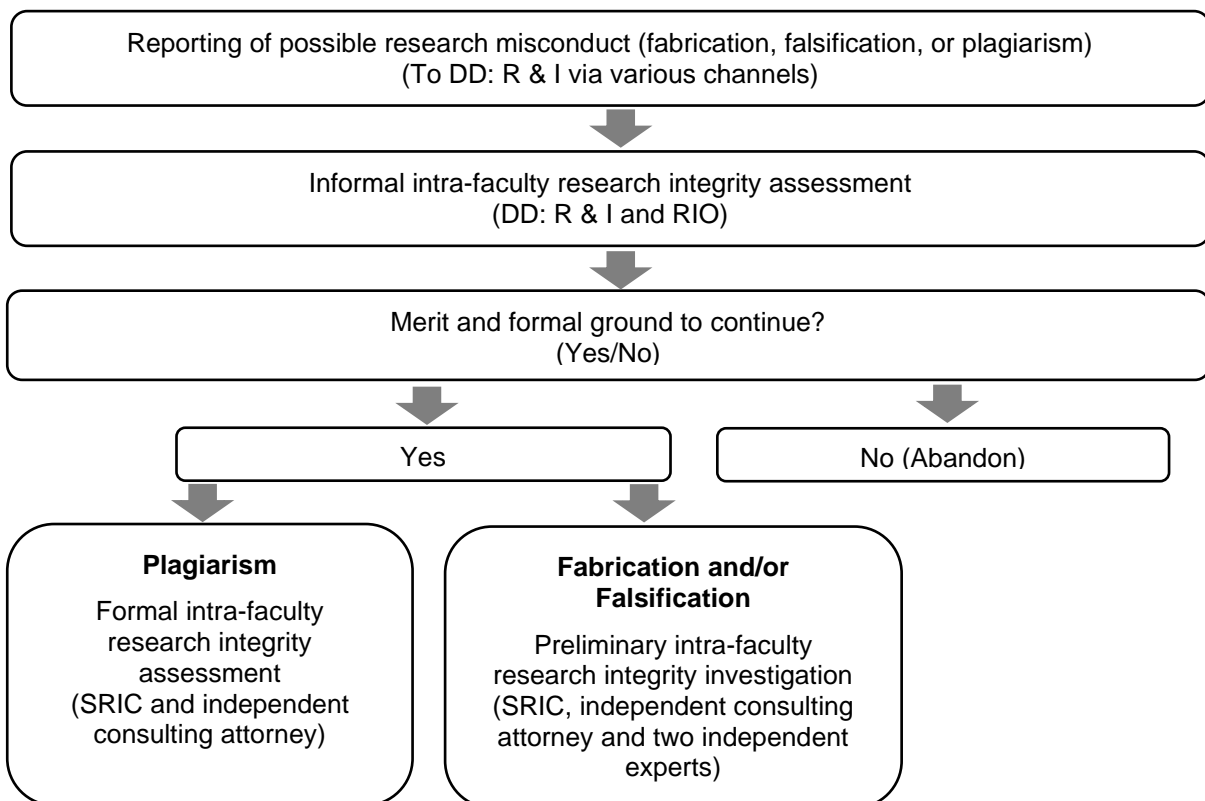 Reporting of possible research misconduct (fabrication, falsification, or plagiarism)
(To DD: R & I via various channels)
Informal intra-faculty research integrity assessment
(DD: R & I and RIO)
Merit and formal ground to continue?
(Yes/No)
Yes
No (Abandon)
Plagiarism
Formal intra-faculty
research integrity
assessment
(SRIC and independent
consulting attorney)
Fabrication and/or
Falsification
Preliminary intra-faculty
research integrity investigation
(SRIC, independent consulting
attorney and two independent
experts)